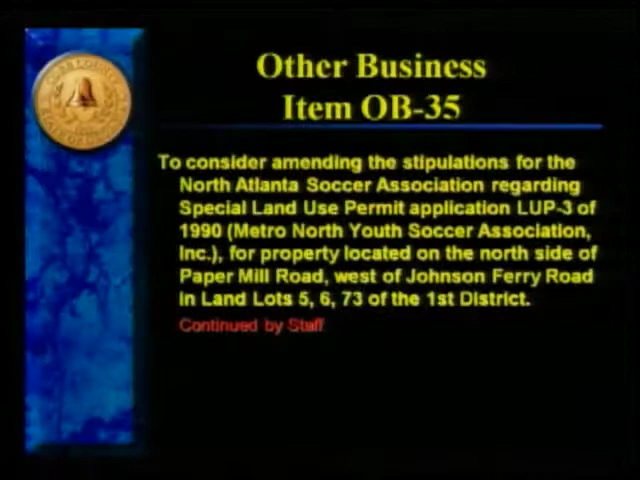 Other Business
Item OB-35
To consider amending the stipulations for the
North Atlanta Soccer Association regarding
Special Land Use Permit application LUP-3 of
1990 (Metro North Youth Soccer Association,
Inc.), for property located on the north side of
Paper Mill Road, west of Johnson Ferry Road
in Land Lots 5, 6, 73 of the 1st District.
Continued by Staff